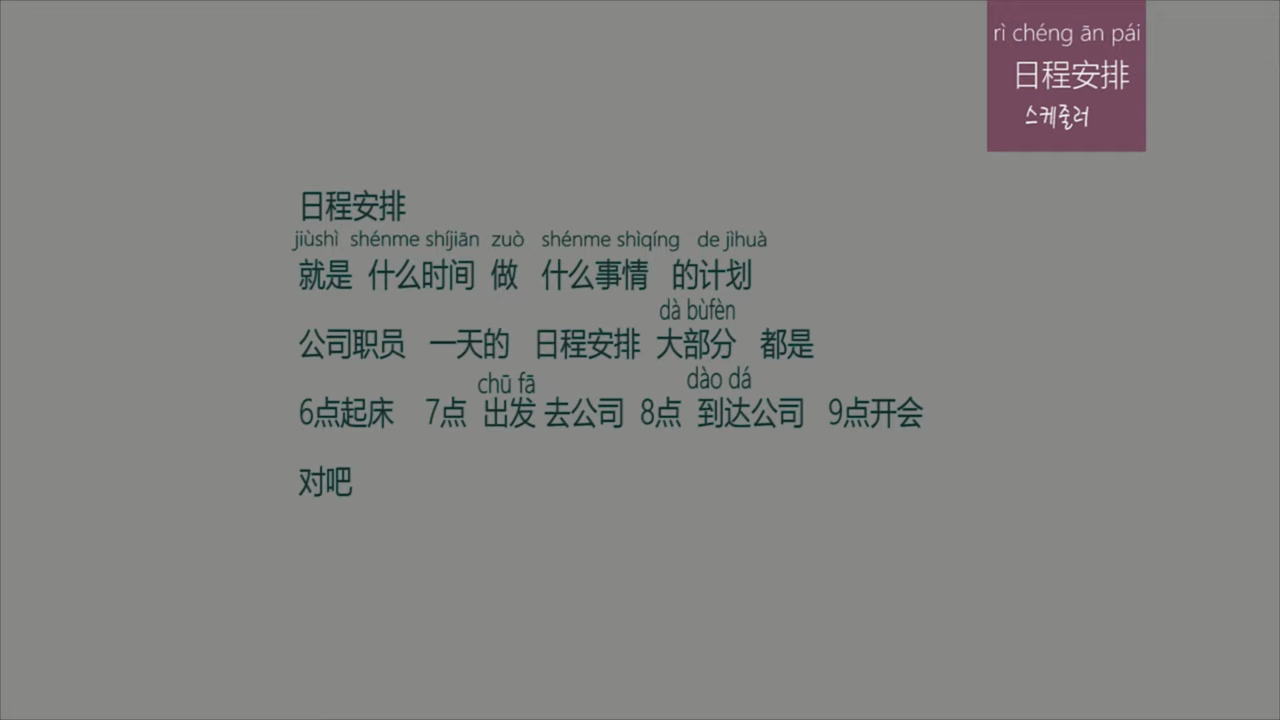 rì chéng ān pái
日程安排
스케줄러
日程安排
jiùshì shénme shíjiān zuò shénme shìqíng de jìhuà
就是 什么时间 做 什么事情 的计划
dà bùfèn
公司职员 一天的 日程安排 大部分 都是
chū fā dào dá
6点起床 7点 出发 去公司 8点 到达公司 9点开会
对吧